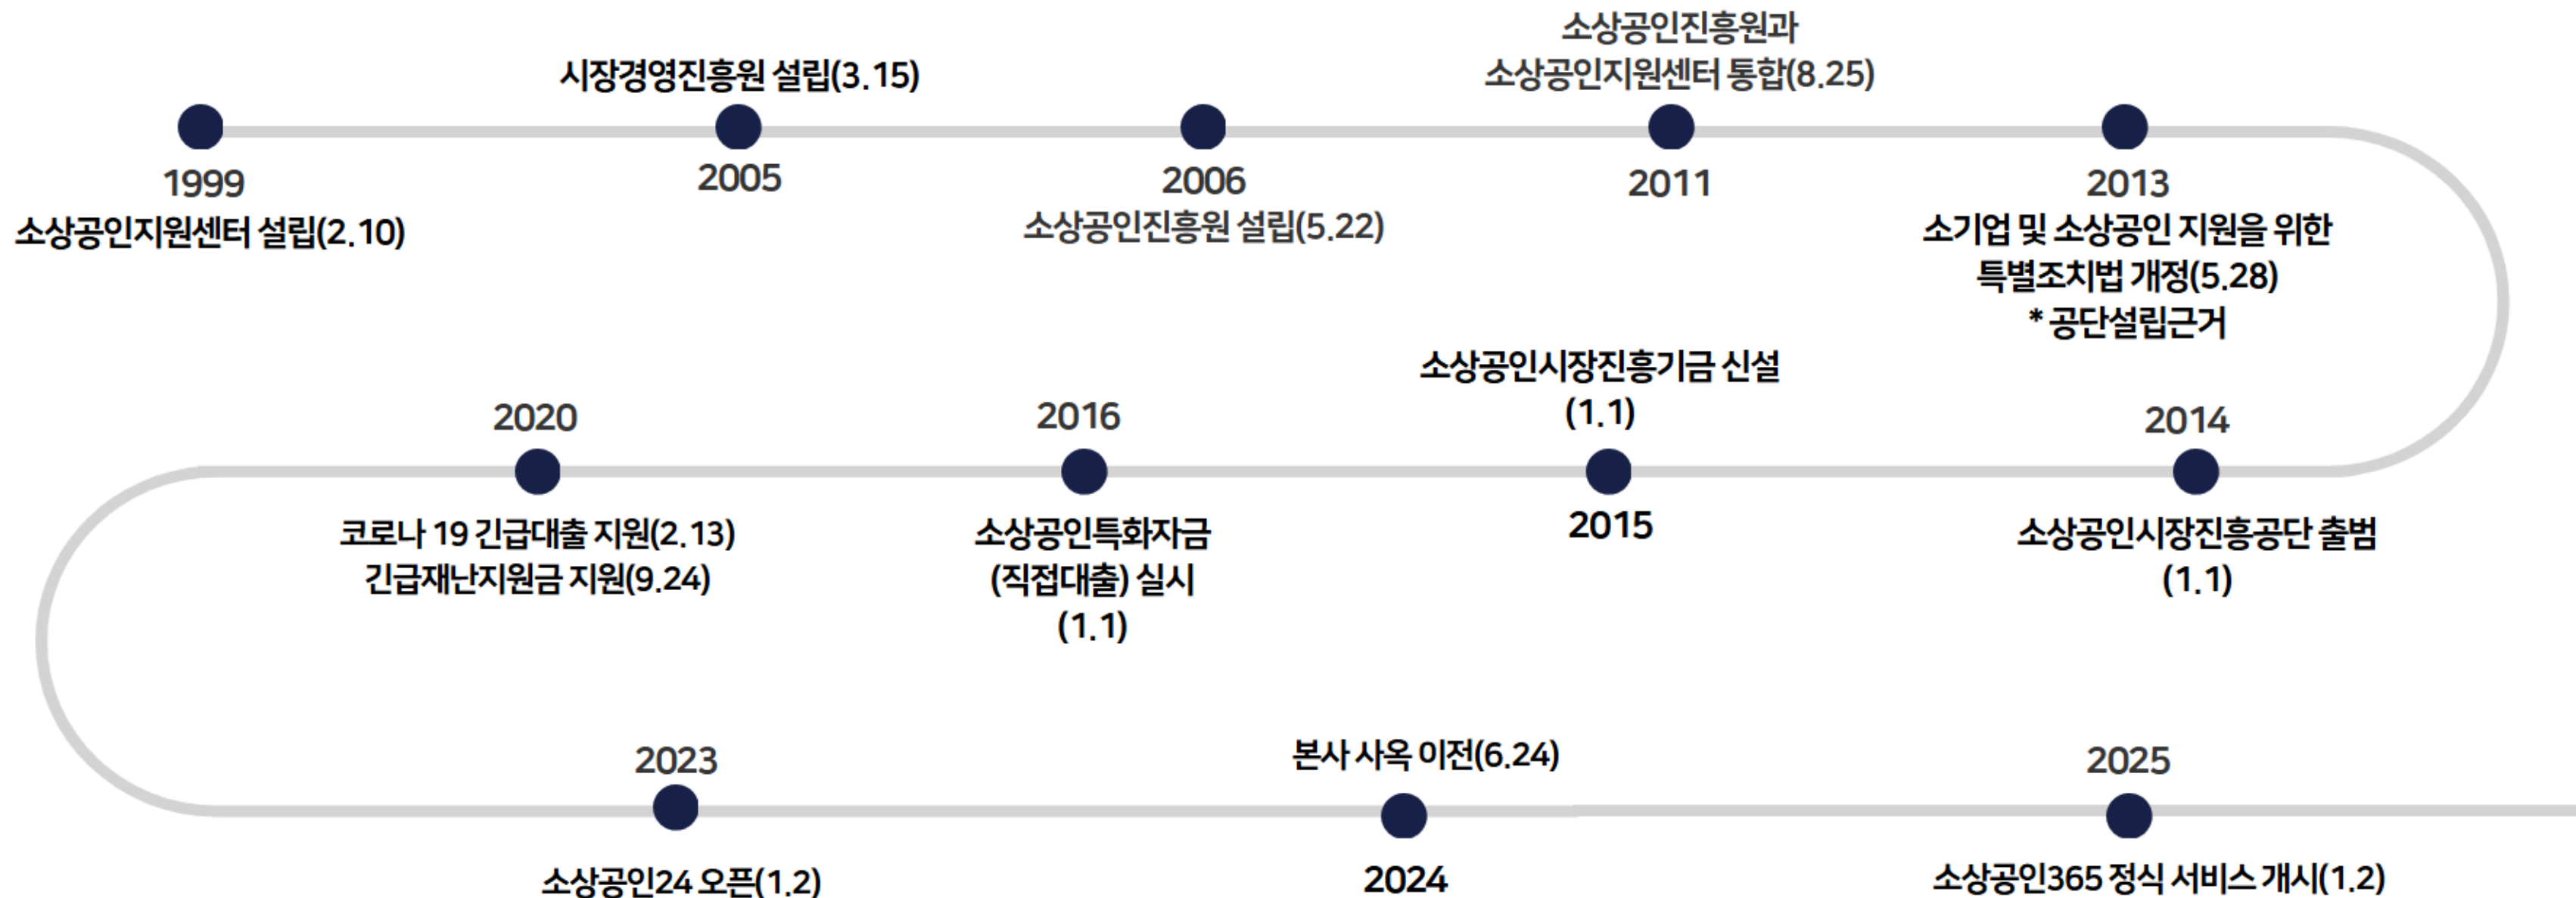 1999
소상공인지원센터 설립(2.10)
시장경영진흥원 설립(3.15)
2005
2006
소상공인진흥원 설립(5.22)
소상공인진흥원과
소상공인지원센터 통합(8.25)
2011
2013
소기업 및 소상공인 지원을 위한
특별조치법 개정(5.28)
* 공단설립근거
2014
소상공인시장진흥공단 출범
(1.1)
소상공인시장진흥기금 신설
(1.1)
2015
2016
소상공인특화자금
(직접대출) 실시
(1.1)
2020
코로나 19 긴급대출 지원(2.13)
긴급재난지원금 지원(9.24)
2023
소상공인24 오픈(1.2)
본사 사옥 이전(6.24)
2024
2025
소상공인365 정식 서비스 개시(1.2)